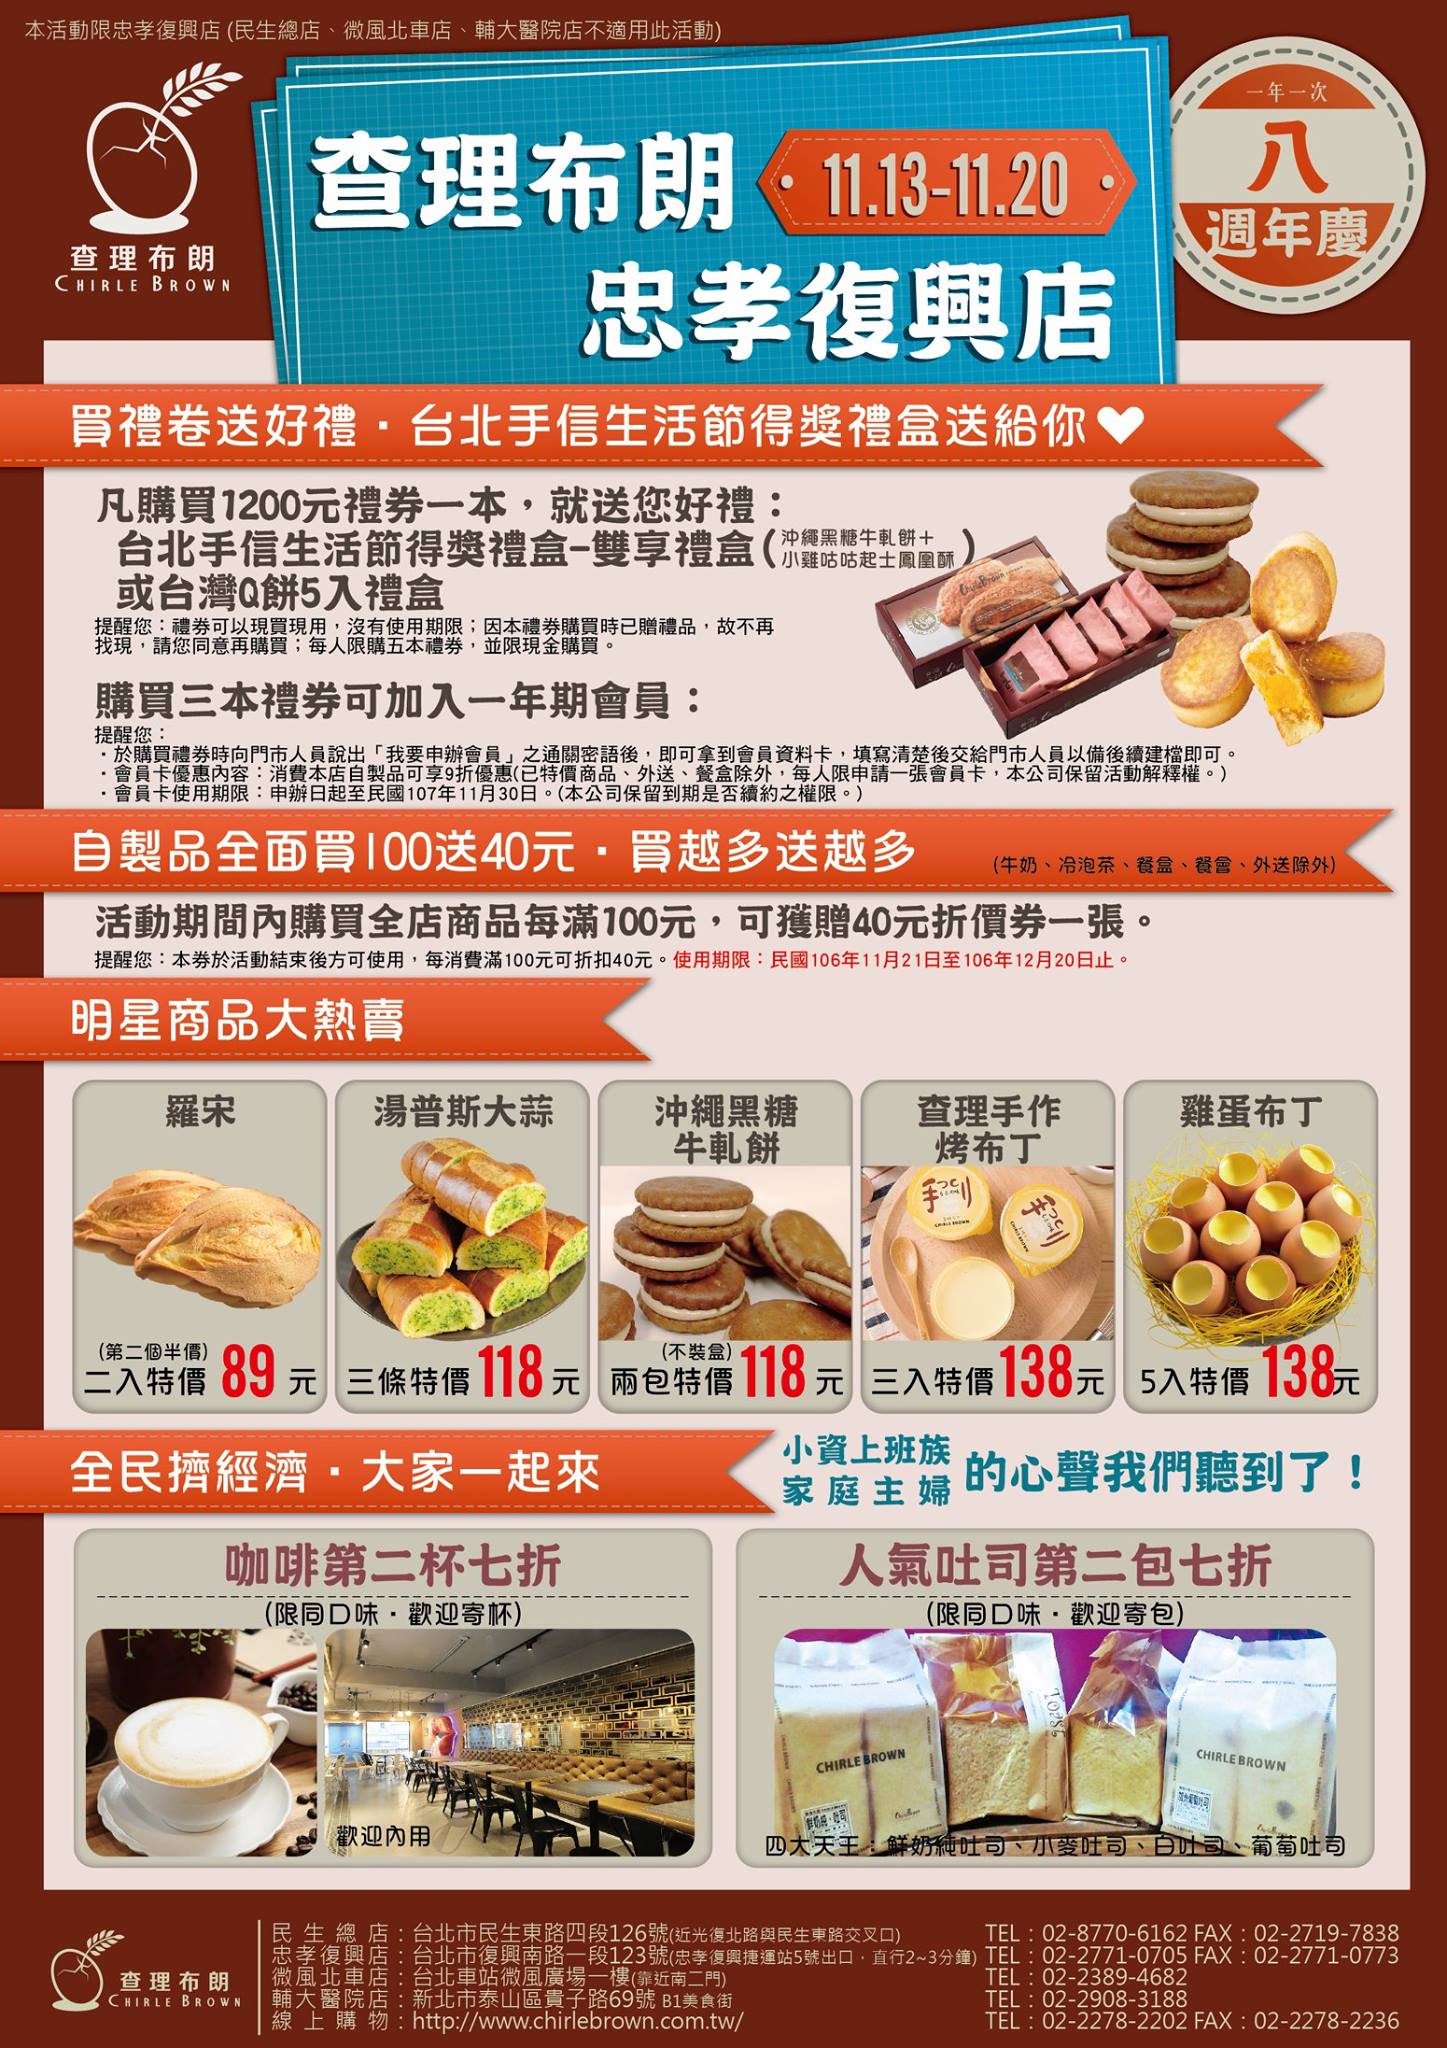 本活動限忠孝復興店 (民生總店、微風北車店、輔大醫院店不適用此活動)
查理布朗
CHIRLE BROWN
查理布朗
11.13-11.20
忠孝復興店
一年一次
八
週年慶
買禮卷送好禮・台北手信生活節得獎禮盒送給你
凡購買1200元禮券一本，就送您好禮：
台北手信生活節得獎禮盒-雙享禮盒(沖繩黑糖牛軋餅+
小雞咕咕起士鳳凰酥)
或台灣Q餅5入禮盒
提醒您：禮券可以現買現用，沒有使用期限；因本禮券購買時已贈禮品，故不再
找現，請您同意再購買；每人限購五本禮券，並限現金購買。
購買三本禮券可加入一年期會員：
提醒您：
・於購買禮券時向門市人員說出「我要申辦會員」之通關密語後，即可拿到會員資料卡，填寫清楚後交給門市人員以備後續建檔即可。
・會員卡優惠內容：消費本店自製品可享9折優惠(已特價商品、外送、餐盒除外，每人限申請一張會員卡，本公司保留活動解釋權。)
・會員卡使用期限：申辦日起至民國107年11月30日。(本公司保留到期是否續約之權限。)
自製品全面買100送40元・買越多送越多
(牛奶、冷泡茶、餐盒、餐會、外送除外)
活動期間內購買全店商品每滿100元，可獲贈40元折價券一張。
提醒您：本券於活動結束後方可使用，每消費滿100元可折扣40元。使用期限：民國106年11月21日至106年12月20日止。
明星商品大熱賣
羅宋
(第二個半價)
二入特價 89 元
湯普斯大蒜
三條特價 118 元
沖繩黑糖
牛軋餅
(不裝盒)
兩包特價 118 元
查理手作
烤布丁
三入特價 138 元
雞蛋布丁
5入特價 138元
全民擠經濟・大家一起來
小資上班族
家庭主婦
的心聲我們聽到了！
咖啡第二杯七折
(限同口味・歡迎寄杯)
歡迎內用
人氣吐司第二包七折
(限同口味・歡迎寄包)
CHIRLE BROWN
TOAST
CHIRLE BROWN
四大天王：鮮奶純吐司、小麥吐司、白吐司、葡萄吐司
查理布朗
CHIRLE BROWN
民生總店：台北市民生東路四段126號(近光復北路與民生東路交叉口) TEL：02-8770-6162 FAX：02-2719-7838
忠孝復興店：台北市復興南路一段123號(忠孝復興捷運站5號出口，直行2~3分鐘) TEL：02-2771-0705 FAX：02-2771-0773
微風北車店：台北車站微風廣場一樓(靠近南二門) TEL：02-2389-4682
輔大醫院店：新北市泰山區貴子路69號 B1美食街 TEL：02-2908-3188
線上購物：http://www.chirlebrown.com.tw/ TEL：02-2278-2202 FAX：02-2278-2236